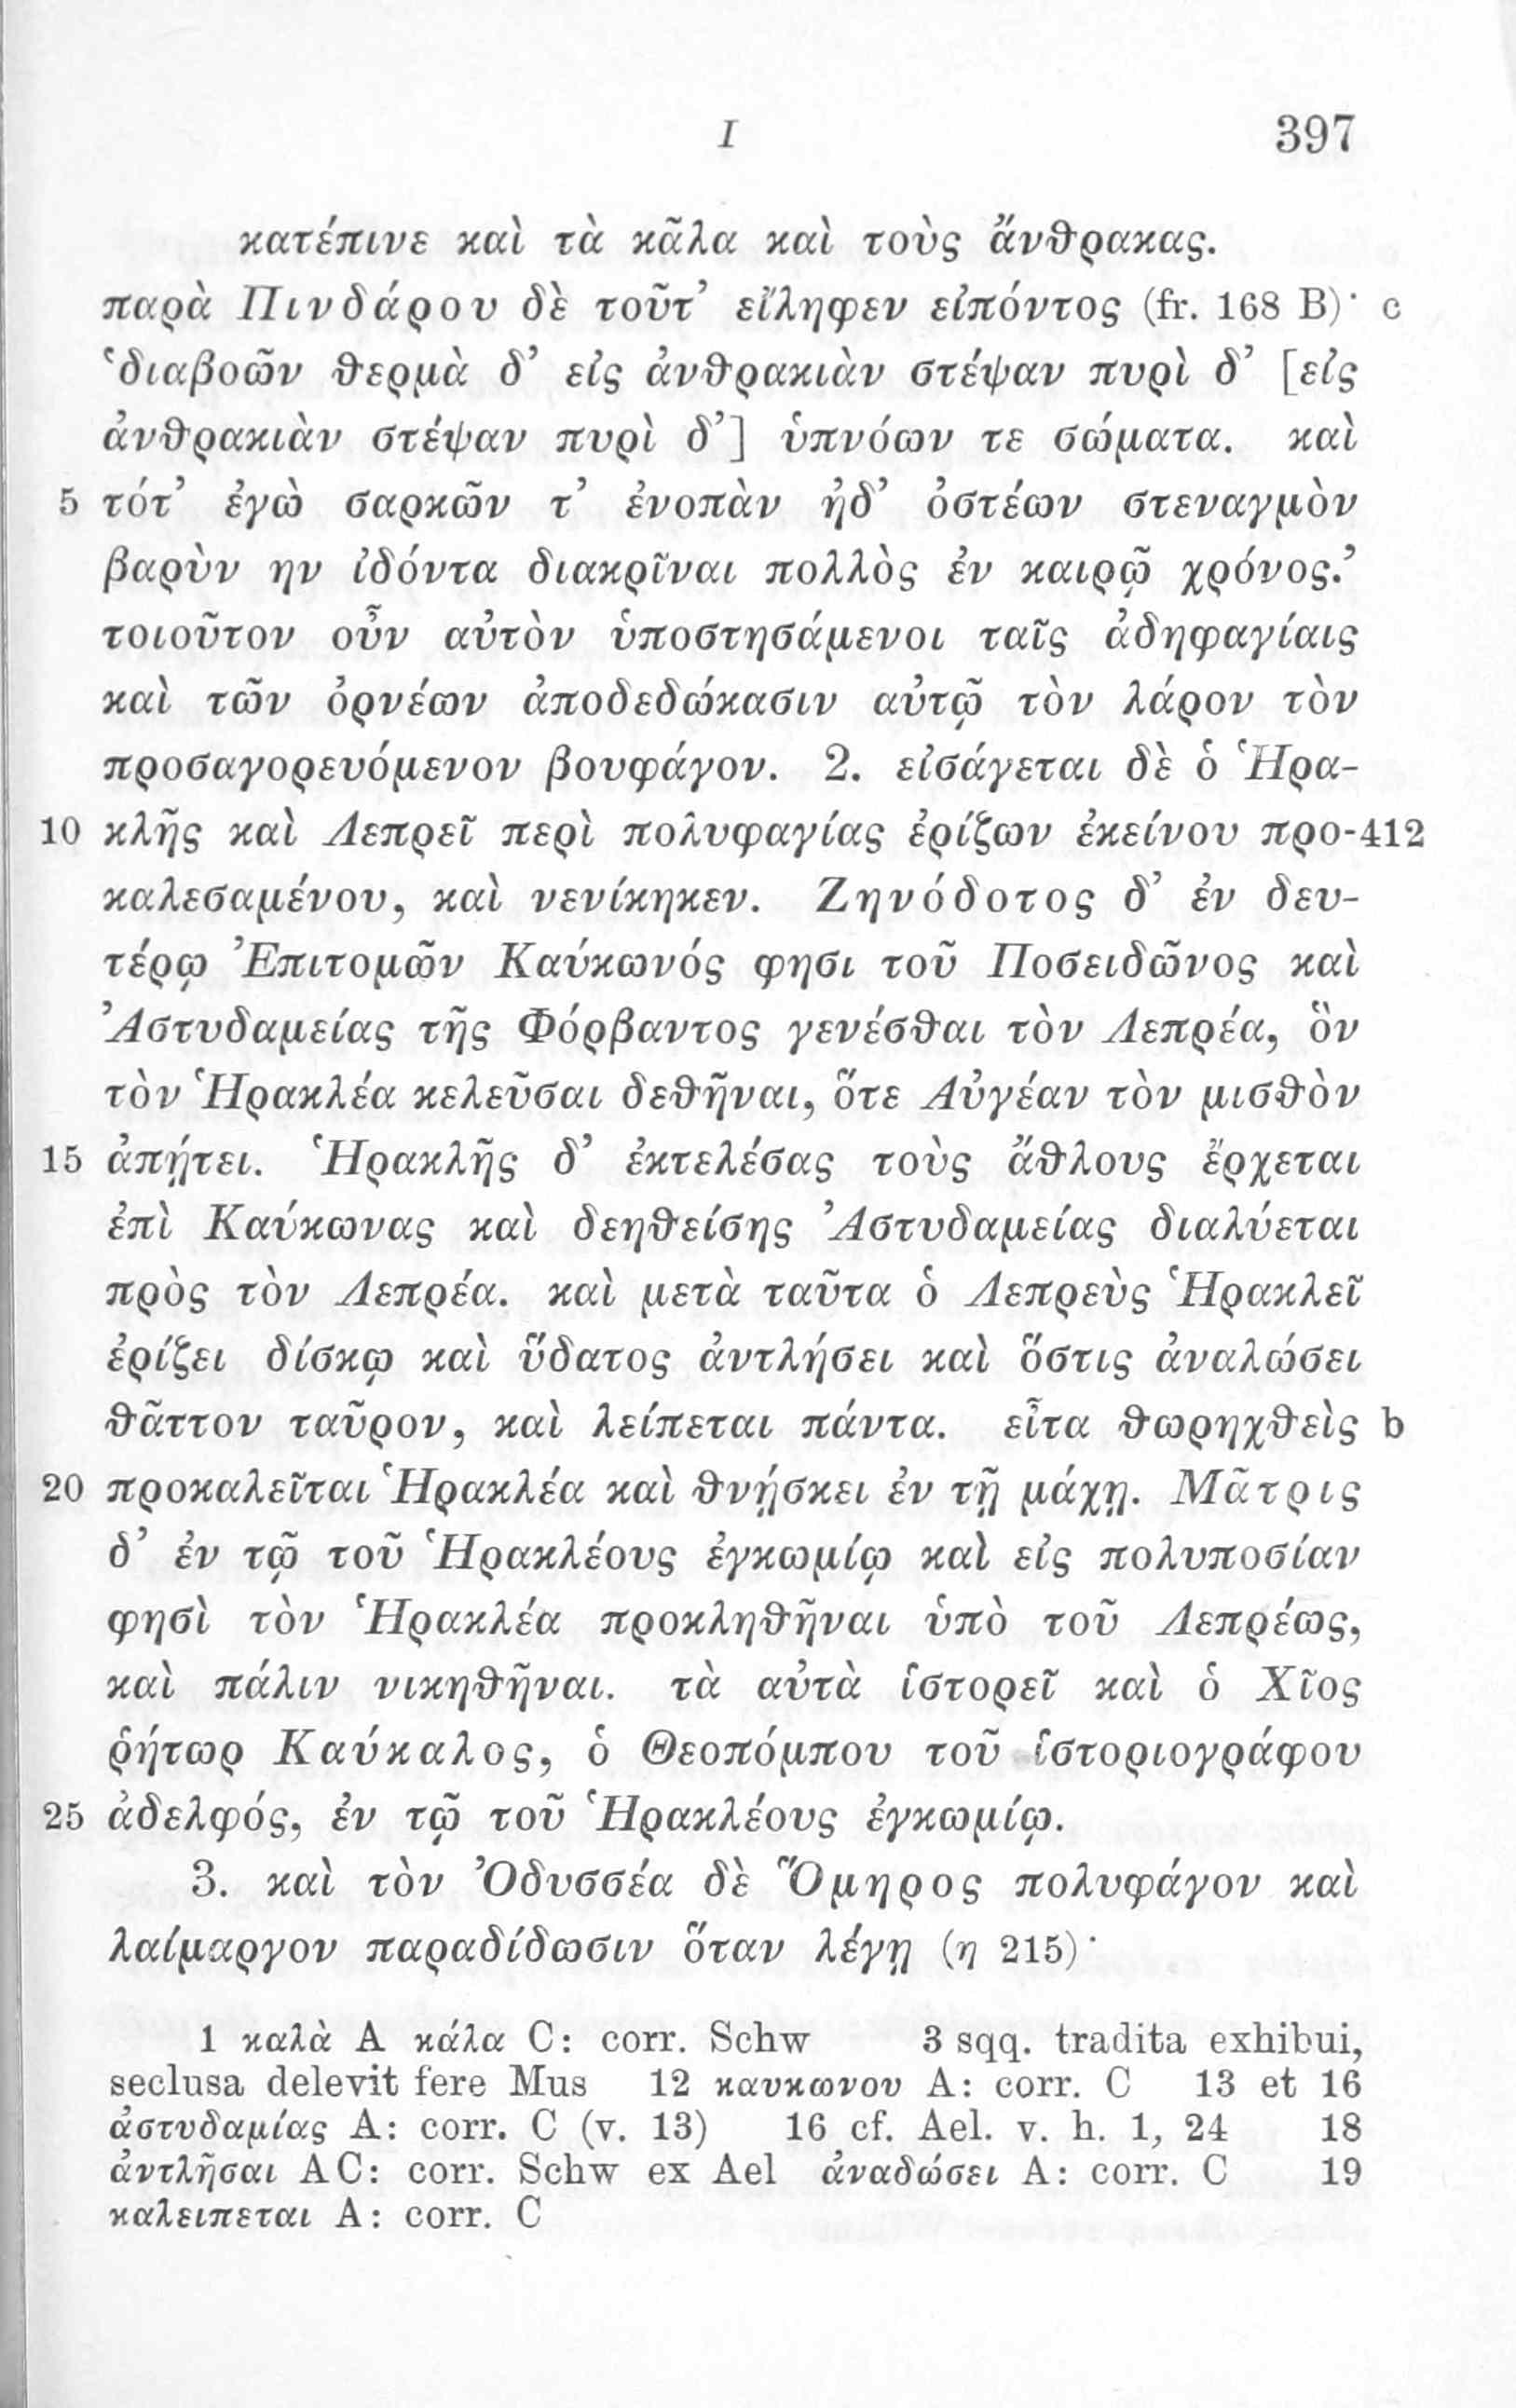 I 397
κατέπινε καὶ τὰ κᾶλα καὶ τοὺς ἄνθρακας.
παρὰ Πινδάρου δὲ τοῦτ’ εἴληφεν εἰπόντος (fr. 168 B)· c
‘διαβοῶν θερμὰ δ’ εἰς ἀνθρακιὰν στέψαν πυρὶ δ’ [εἰς
ἀνθρακιὰν στέψαν πυρὶ δ’] ὑπνόων τε σώματα. καὶ
5 τότ’ ἐγὼ σαρκῶν τ’ ἐνοπὰν ἠδ’ ὀστέων στεναγμὸν
βαρὺν ην ἰδόντα διακρῖναι πολλὸς ἐν καιρῷ χρόνος.’
τοιοῦτον οὖν αὐτὸν ὑποστησάμενοι ταῖς ἀδηφαγίαις
καὶ τῶν ὀρνέων ἀποδεδώκασιν αὐτῷ τὸν λάρον τὸν
προσαγορευόμενον βουφάγον. 2. εἰσάγεται δὲ ὁ Ἡρα-
10 κλῆς καὶ Λεπρεῖ περὶ πολυφαγίας ἐρίζων ἐκείνου προ- 412
καλεσαμένου, καὶ νενίκηκεν. Ζηνόδοτος δ’ ἐν δευ-
τέρῳ Ἐπιτομῶν Καύκωνός φησι τοῦ Ποσειδῶνος καὶ
Ἀστυδαμείας τῆς Φόρβαντος γενέσθαι τὸν Λεπρέα, ὃν
τὸν Ἡρακλέα κελεῦσαι δεθῆναι, ὅτε Αὐγέαν τὸν μισθὸν
15 ἀπῄτει. Ἡρακλῆς δ’ ἐκτελέσας τοὺς ἄθλους ἔρχεται
ἐπὶ Καύκωνας καὶ δεηθείσης Ἀστυδαμείας διαλύεται
πρὸς τὸν Λεπρέα. καὶ μετὰ ταῦτα ὁ Λεπρεὺς Ἡρακλεῖ
ἐρίζει δίσκῳ καὶ ὕδατος ἀντλήσει καὶ ὅστις ἀναλώσει
θᾶττον ταῦρον, καὶ λείπεται πάντα. εἶτα θωρηχθεὶς b
20 προκαλεῖται Ἡρακλέα καὶ θνῄσκει ἐν τῇ μάχῃ. Μᾶτρις
δ’ ἐν τῷ τοῦ Ἡρακλέους ἐγκωμίῳ καὶ εἰς πολυποσίαν
φησὶ τὸν Ἡρακλέα προκληθῆναι ὑπὸ τοῦ Λεπρέως,
καὶ πάλιν νικηθῆναι. τὰ αὐτὰ ἱστορεῖ καὶ ὁ Χῖος
ῥήτωρ Καύκαλος, ὁ Θεοπόμπου τοῦ ἱστοριογράφου
25 ἀδελφός, ἐν τῷ τοῦ Ἡρακλέους ἐγκωμίῳ.
3. καὶ τὸν Ὀδυσσέα δὲ Ὅμηρος πολυφάγον καὶ
λαίμαργον παραδίδωσιν ὅταν λέγῃ (η 215)·
1 καλὰ A κάλα C: corr. Schw 3 sqq. tradita exhibui,
seclusa delevit fere Mus 12 καυκωνου A: corr. C 13 et 16
ἀστυδαμίας A: corr. C (v. 13) 16 cf. Ael. v. h. 1, 24 18
ἀντλῆσαι AC: corr. Schw ex Ael ἀναδώσει A: corr. C 19
καλειπεται A: corr. C